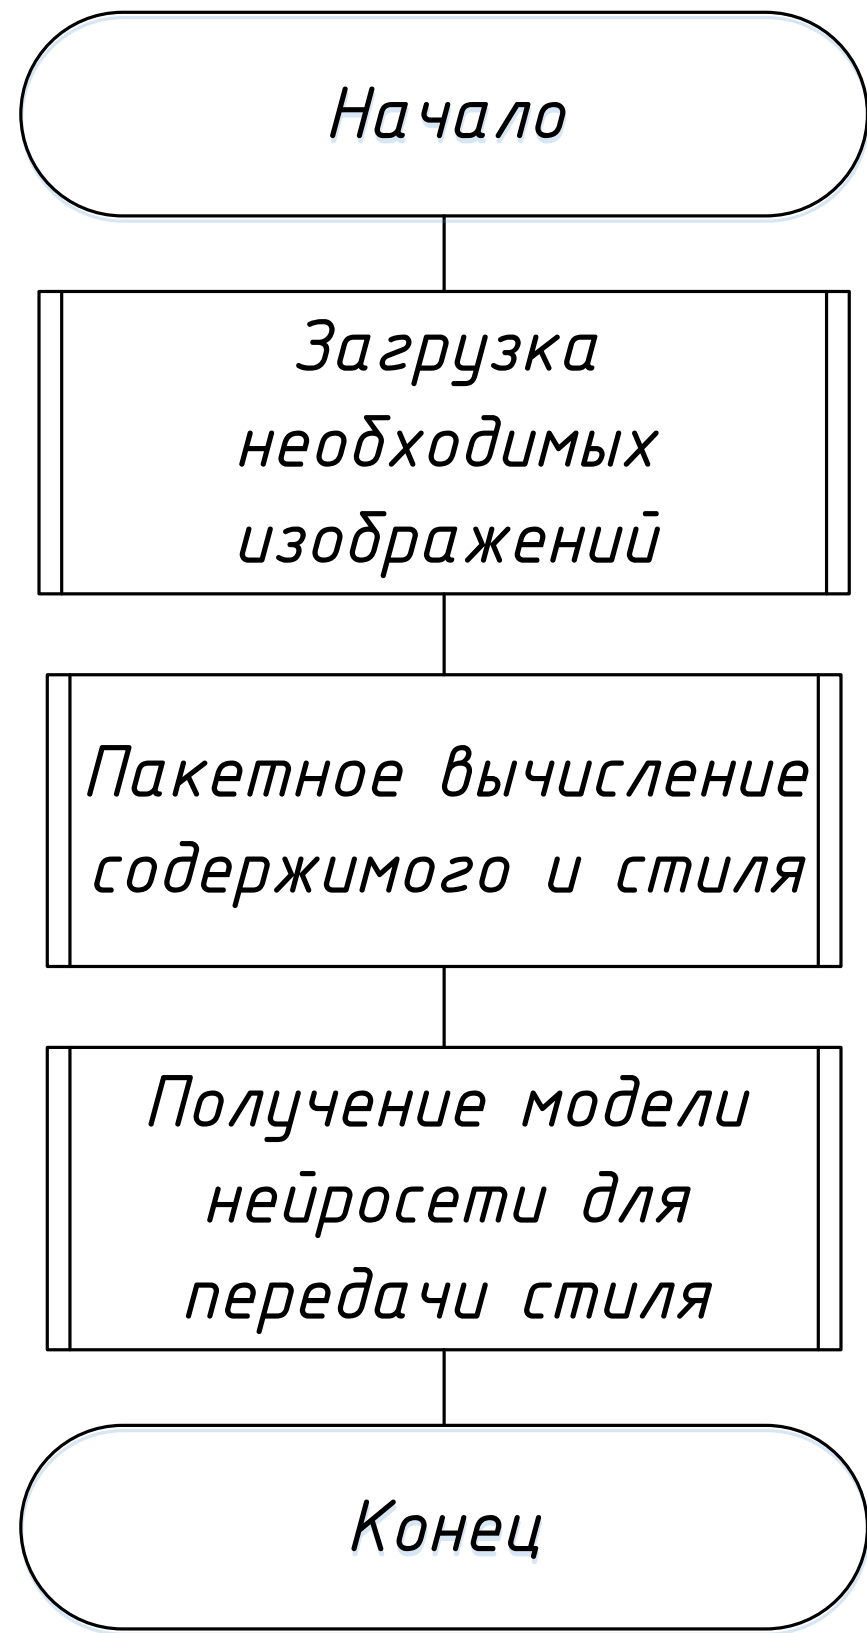 Начало
Загрузка
необходимых
изображений
Пакетное вычисление
содержимого и стиля
Получение модели
нейросети для
передачи стиля
Конец